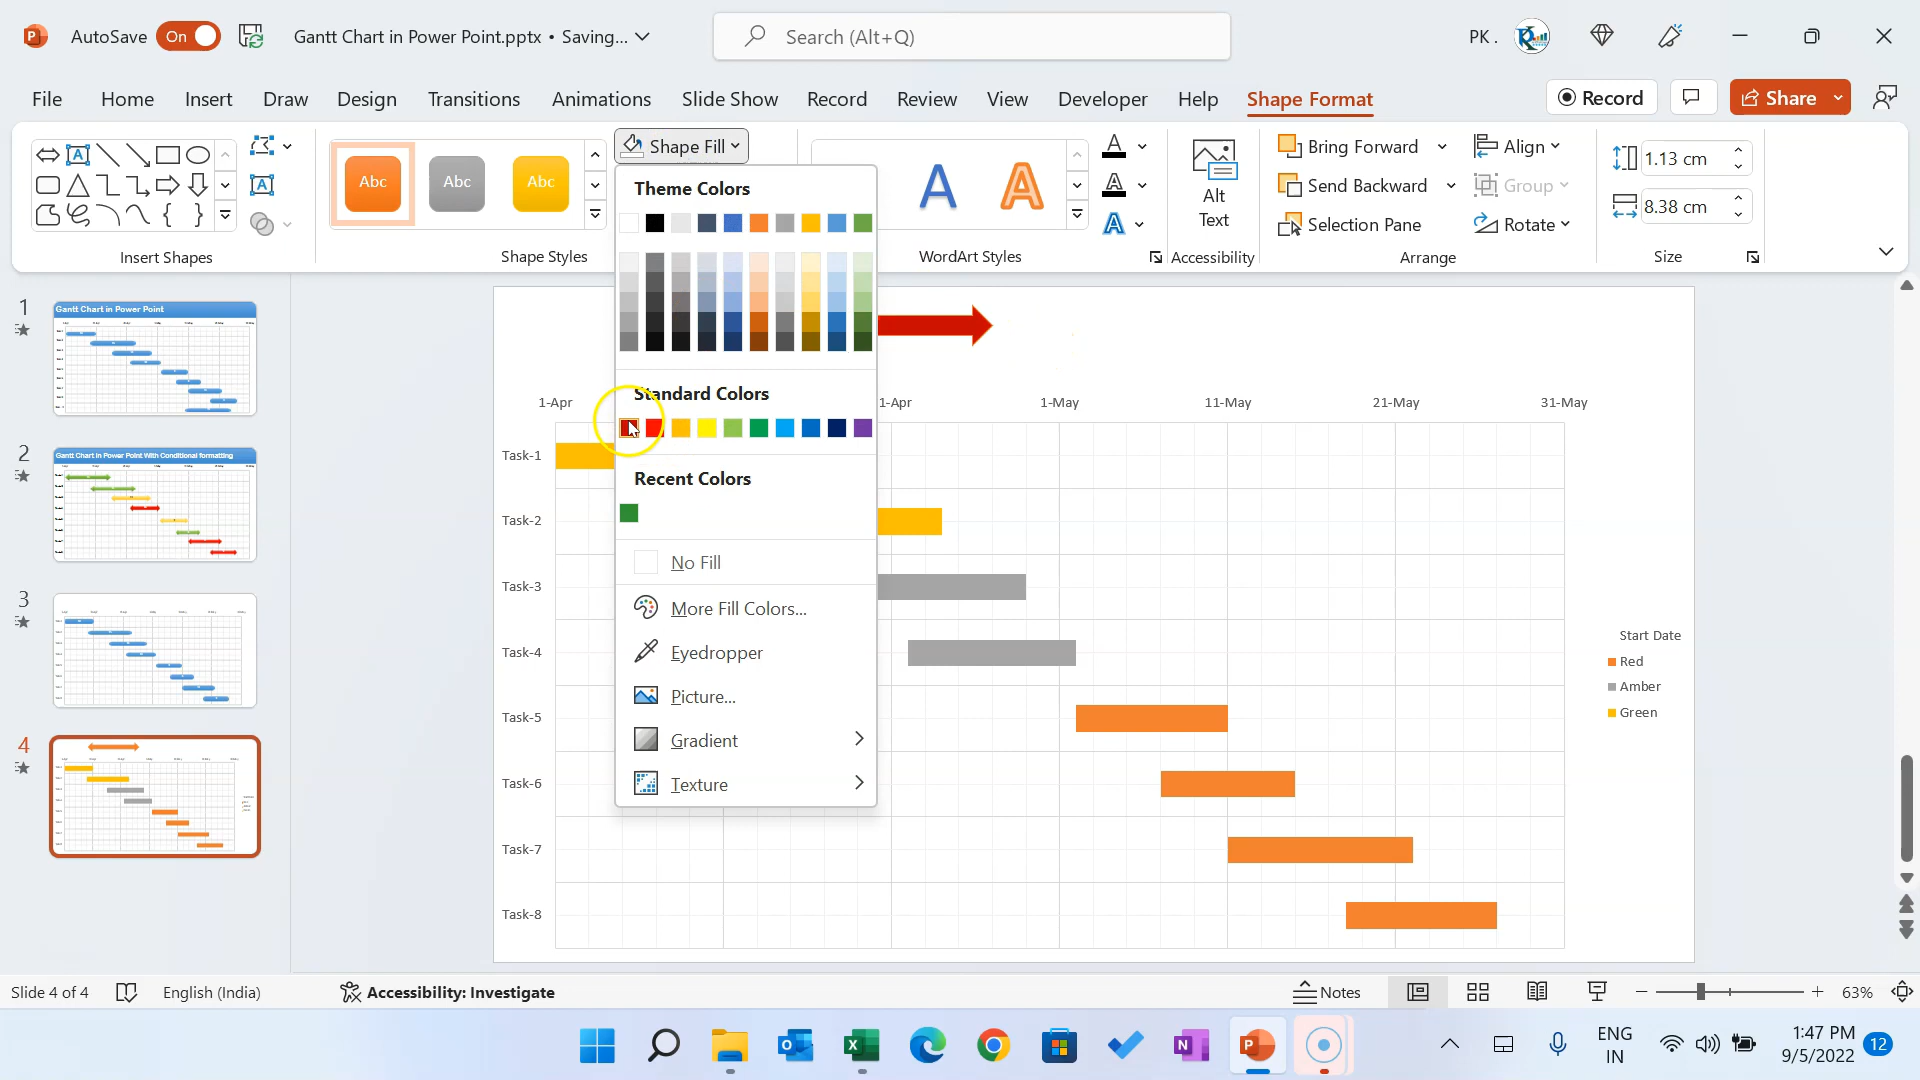 AutoSave On Gantt Chart in Power Point.pptx • Saving... Search (Alt+Q) PK .
File Home Insert Draw Design Transitions Animations Slide Show Record Review View Developer Help Shape Format Record Share
Abc Abc Abc Shape Fill
Alt Text
Bring Forward Align 1.13 cm
Send Backward Group 8.38 cm
Selection Pane Rotate
Insert Shapes Shape Styles WordArt Styles Accessibility Arrange Size
Theme Colors
Standard Colors
Recent Colors
No Fill
More Fill Colors...
Eyedropper
Picture...
Gradient
Texture
1
Gantt Chart in Power Point
2
Gantt Chart in Power Point With Conditional formatting
3
4
1-Apr 1-Apr 1-May 11-May 21-May 31-May
Task-1
Task-2
Task-3
Task-4
Task-5
Task-6
Task-7
Task-8
Start Date
Red
Amber
Green
Slide 4 of 4 English (India) Accessibility: Investigate Notes 63%
ENG
IN
1:47 PM
9/5/2022
12